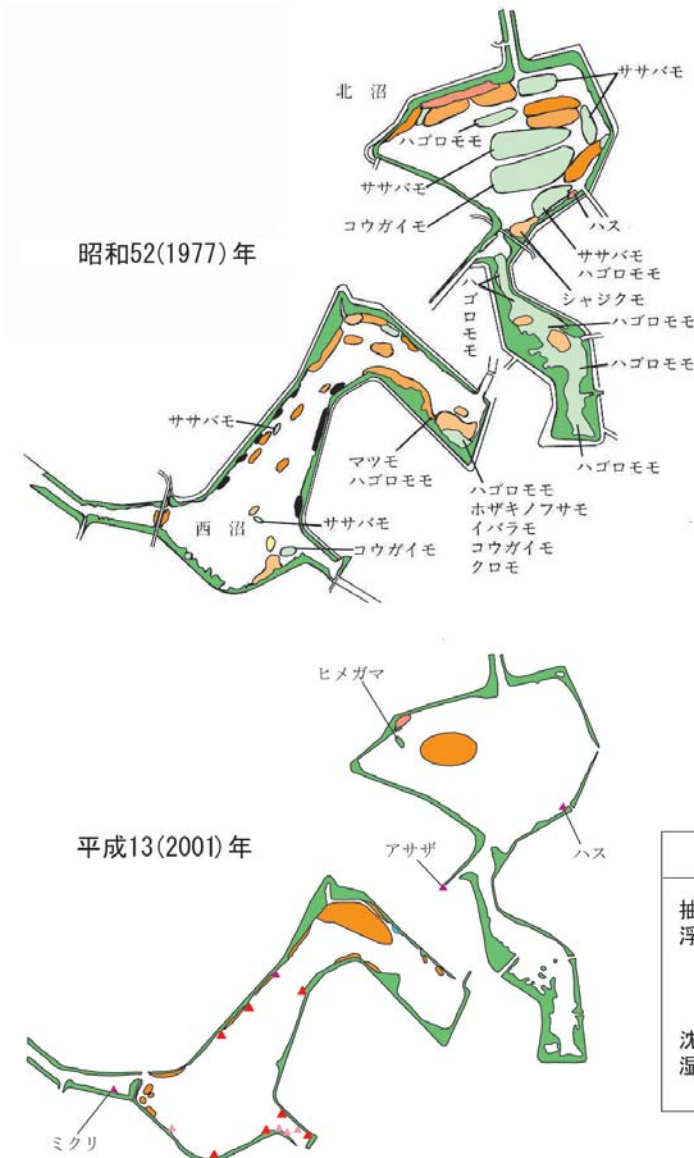 北沼
ササバモ
ハゴロモモ
ササバモ
コウガイモ
ハス
ササバモ
ハゴロモモ
シャジクモ
昭和52(1977)年
ハゴロモモ
ハゴロモモ
ハゴロモモ
ハゴロモモ
ササバモ
マツモ
ハゴロモモ
ハゴロモモ
ホザキノフサモ
イバラモ
コウガイモ
クロモ
西沼
ササバモ
コウガイモ
ヒメガマ
平成13(2001)年
アサザ
ハス
ミクリ
抽
浮
沈
湿